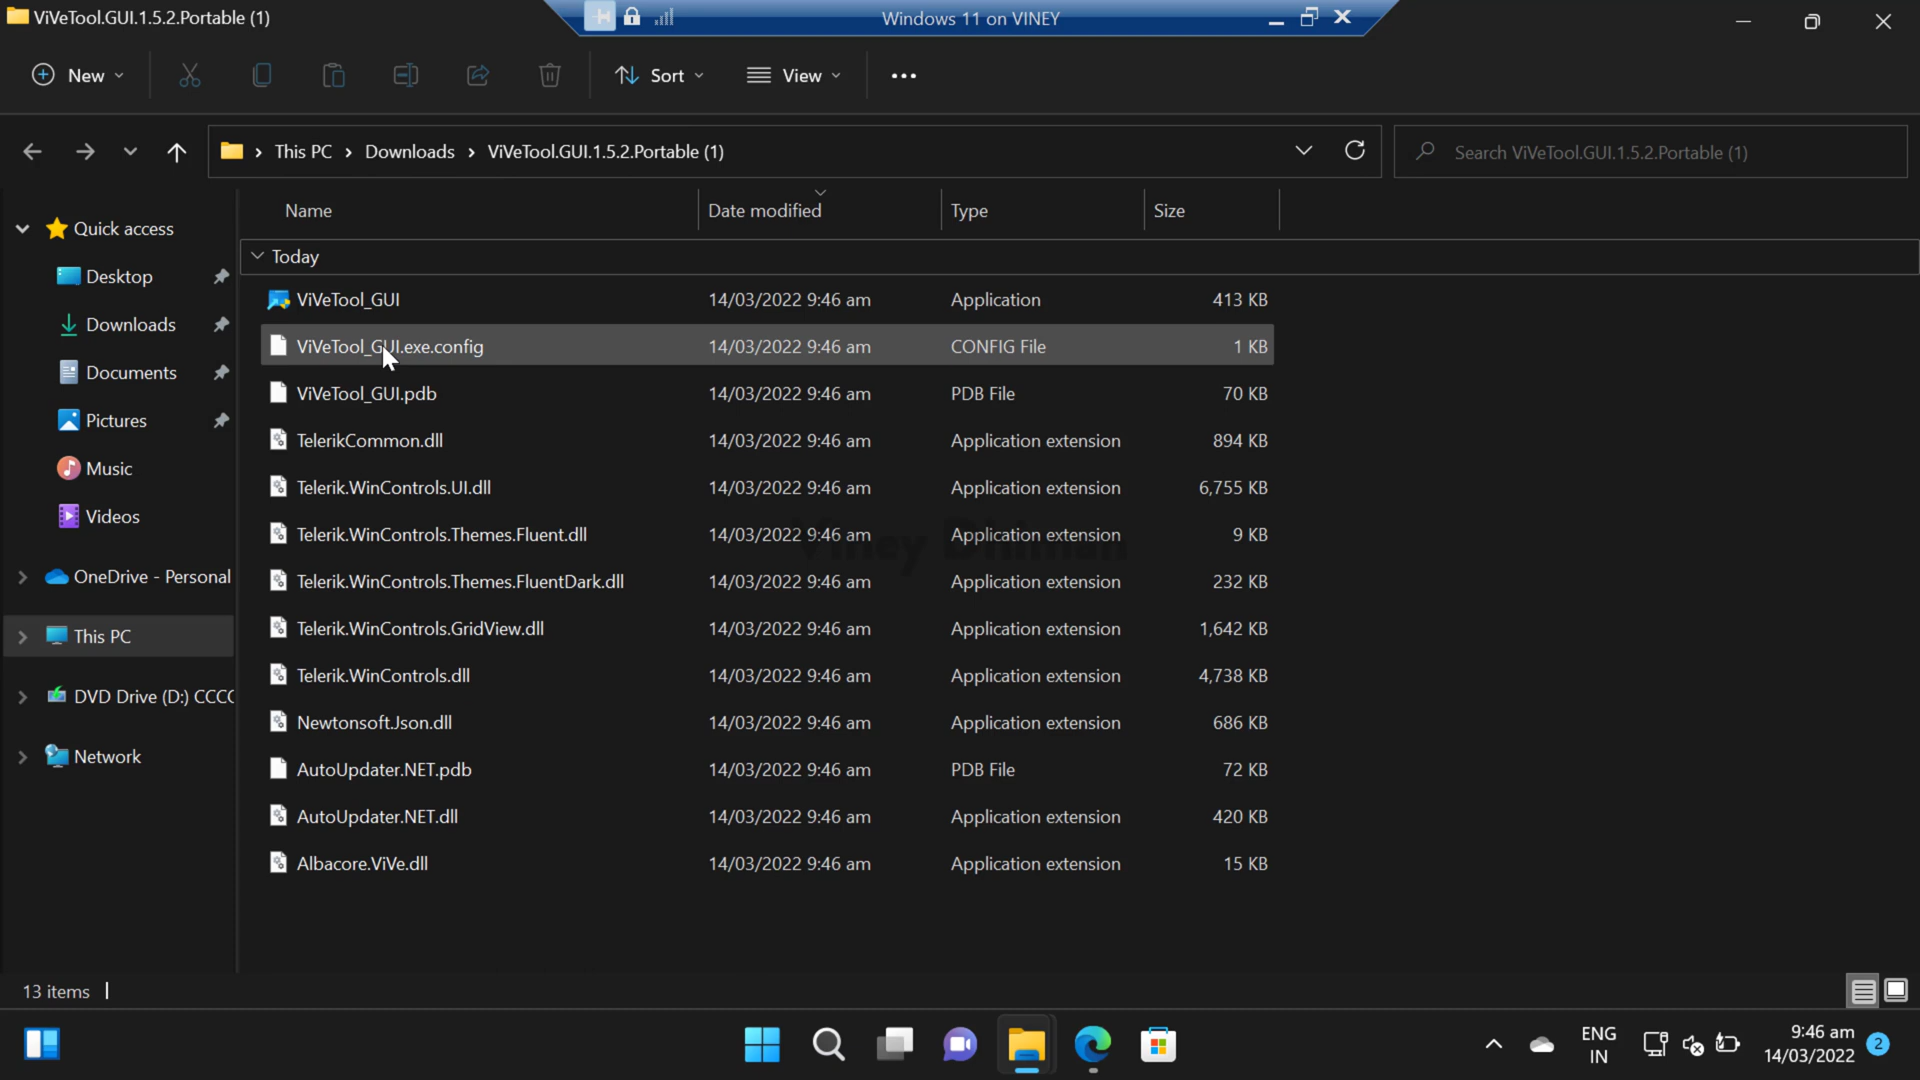 ViVeTool.GUI.1.5.2.Portable (1)
Windows 11 on VINEY
New
Sort
View
This PC
Downloads
ViVeTool.GUI.1.5.2.Portable (1)
Search ViVeTool.GUI.1.5.2.Portable (1)
Name Date modified Type Size
Quick access
Desktop
Downloads
Documents
Pictures
Music
Videos
OneDrive - Personal
This PC
DVD Drive (D:) CCCC
Network
Today
ViVeTool_GUI 14/03/2022 9:46 am Application 413 KB
ViVeTool_GUI.exe.config 14/03/2022 9:46 am CONFIG File 1 KB
ViVeTool_GUI.pdb 14/03/2022 9:46 am PDB File 70 KB
TelerikCommon.dll 14/03/2022 9:46 am Application extension 894 KB
Telerik.WinControls.UI.dll 14/03/2022 9:46 am Application extension 6,755 KB
Telerik.WinControls.Themes.Fluent.dll 14/03/2022 9:46 am Application extension 9 KB
Viney Dhiman
Telerik.WinControls.Themes.FluentDark.dll 14/03/2022 9:46 am Application extension 232 KB
Telerik.WinControls.GridView.dll 14/03/2022 9:46 am Application extension 1,642 KB
Telerik.WinControls.dll 14/03/2022 9:46 am Application extension 4,738 KB
Newtonsoft.Json.dll 14/03/2022 9:46 am Application extension 686 KB
AutoUpdater.NET.pdb 14/03/2022 9:46 am PDB File 72 KB
AutoUpdater.NET.dll 14/03/2022 9:46 am Application extension 420 KB
Albacore.ViVe.dll 14/03/2022 9:46 am Application extension 15 KB
13 items
ENG
IN
9:46 am
14/03/2022
2